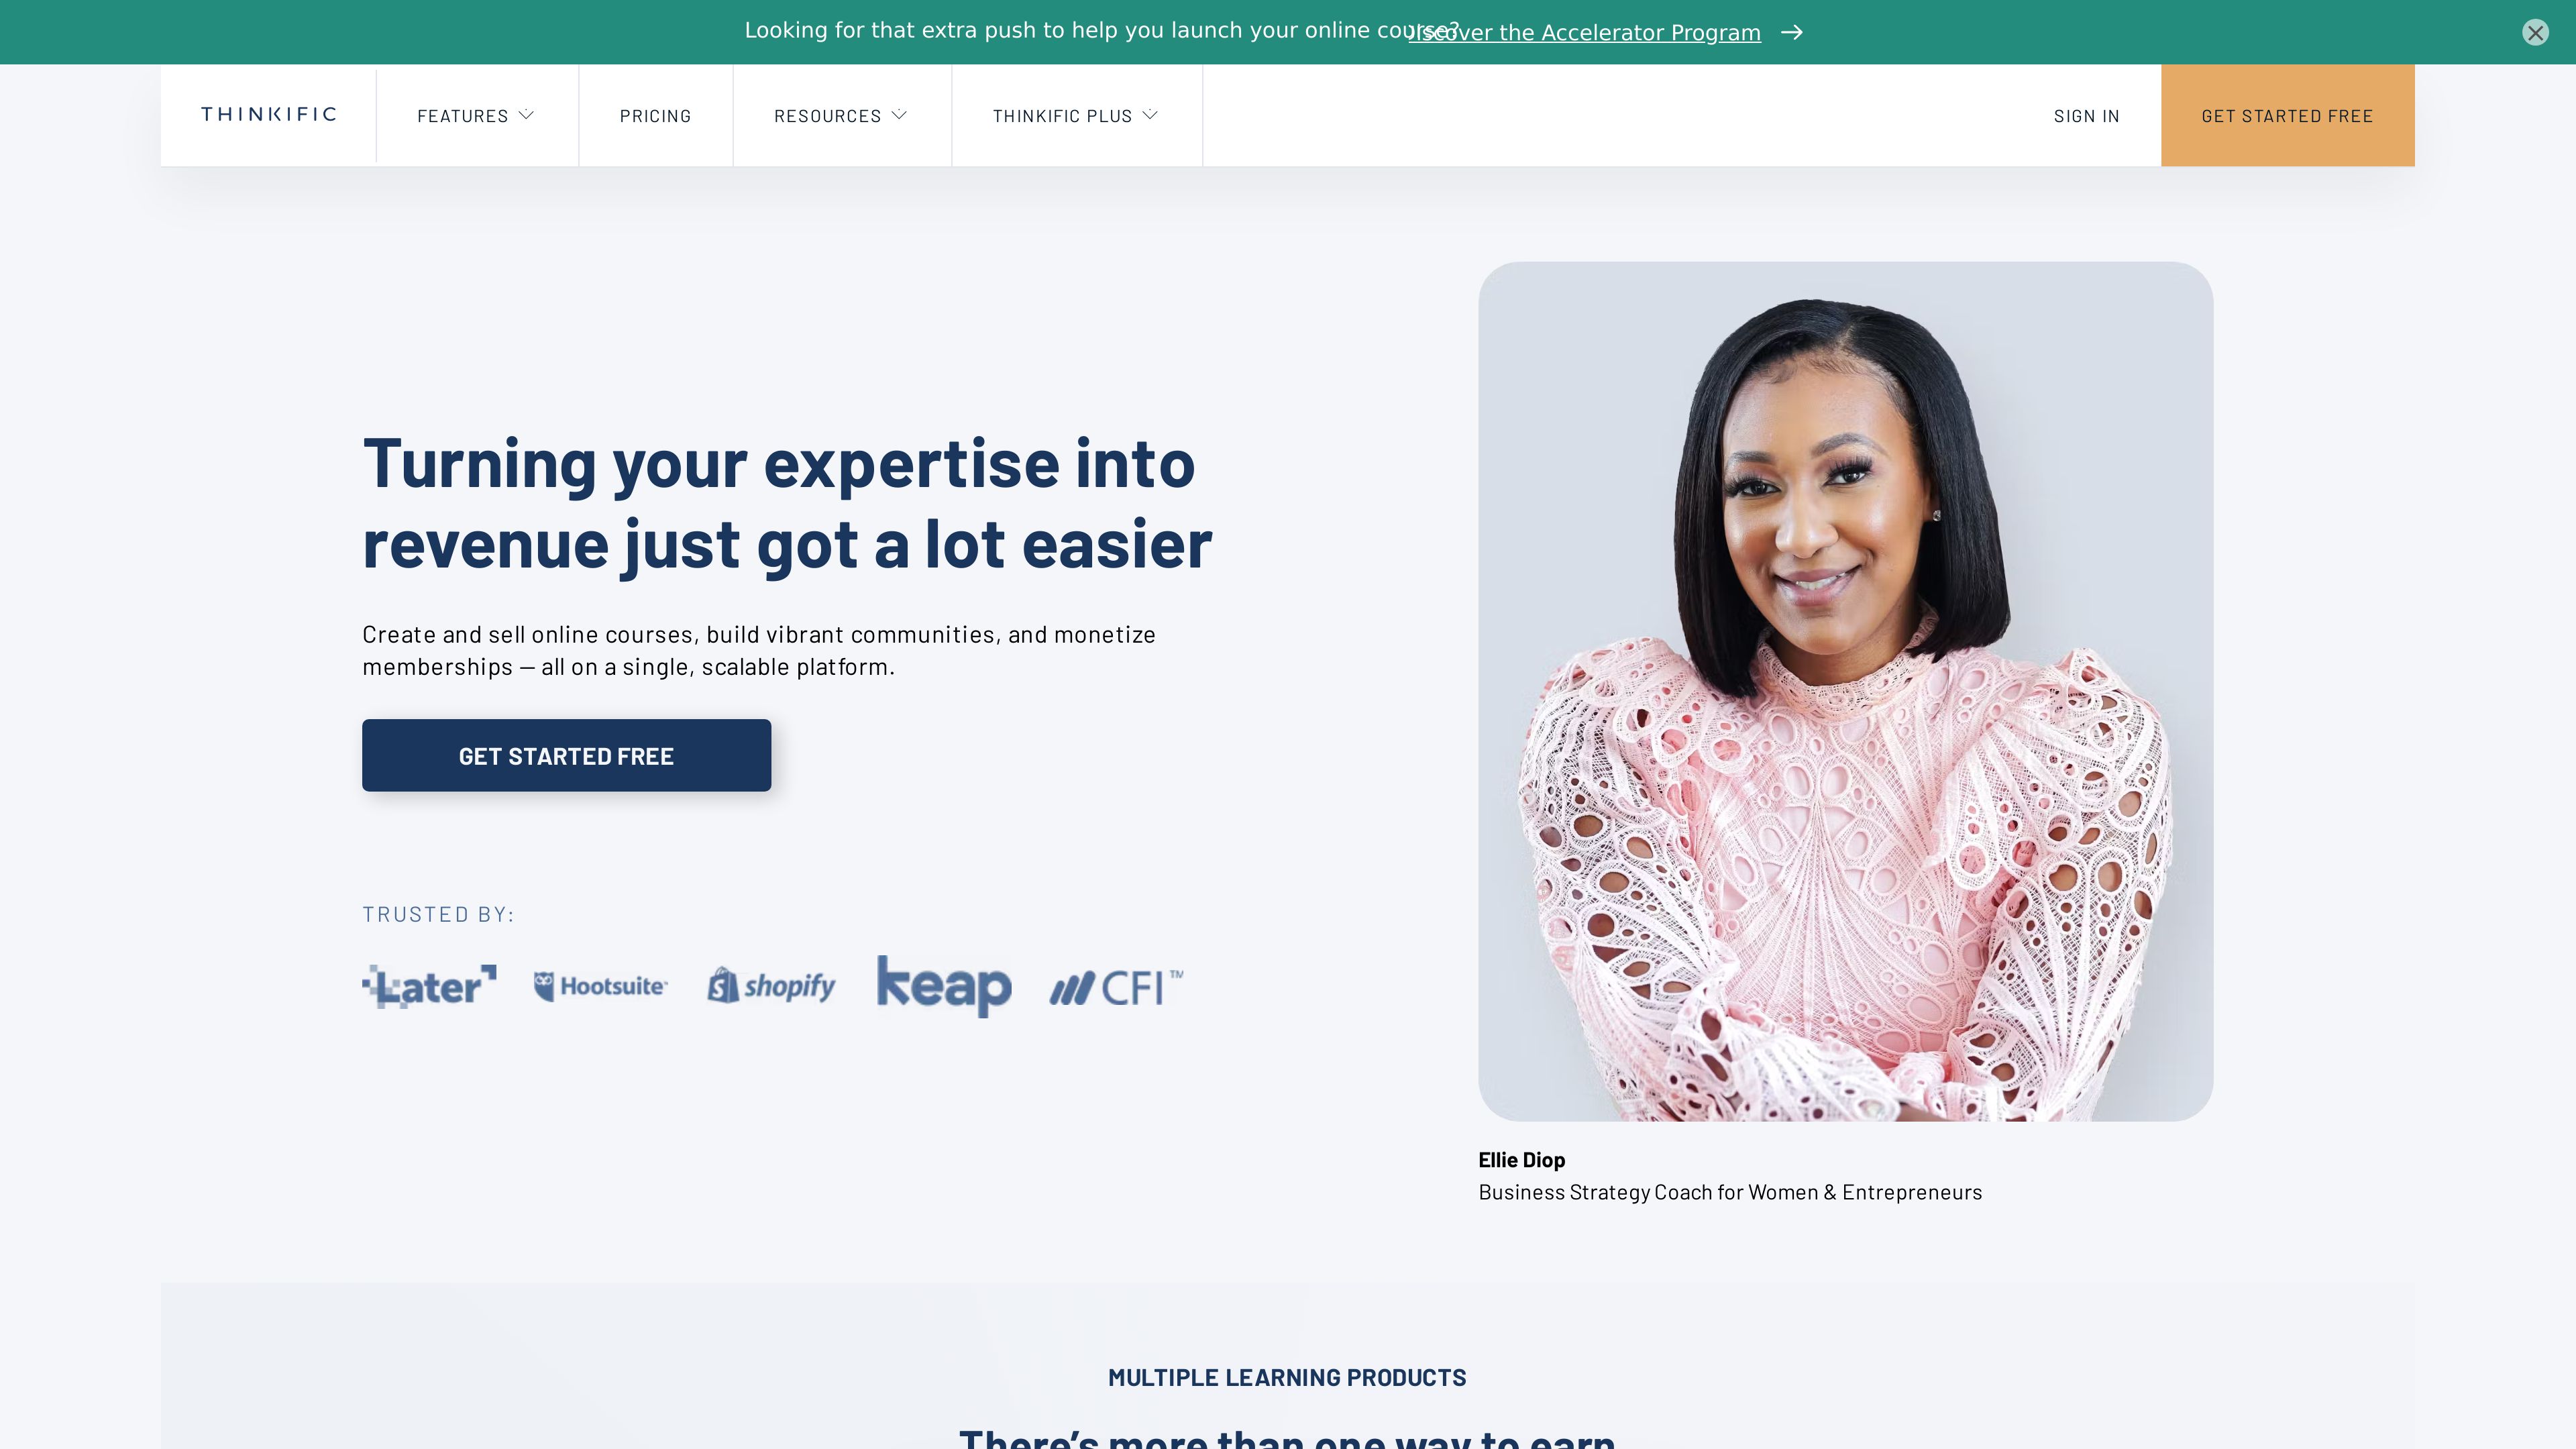 Looking for that extra push to help you launch your online course?
Discover the Accelerator Program →
THINKIFIC
FEATURES
PRICING
RESOURCES
THINKIFIC PLUS
SIGN IN
GET STARTED FREE
Turning your expertise into
revenue just got a lot easier
Create and sell online courses, build vibrant communities, and monetize
memberships — all on a single, scalable platform.
GET STARTED FREE
TRUSTED BY:
Later
Hootsuite
shopify
keap
CFI™
Ellie Diop
Business Strategy Coach for Women & Entrepreneurs
MULTIPLE LEARNING PRODUCTS
There's more than one way to earn